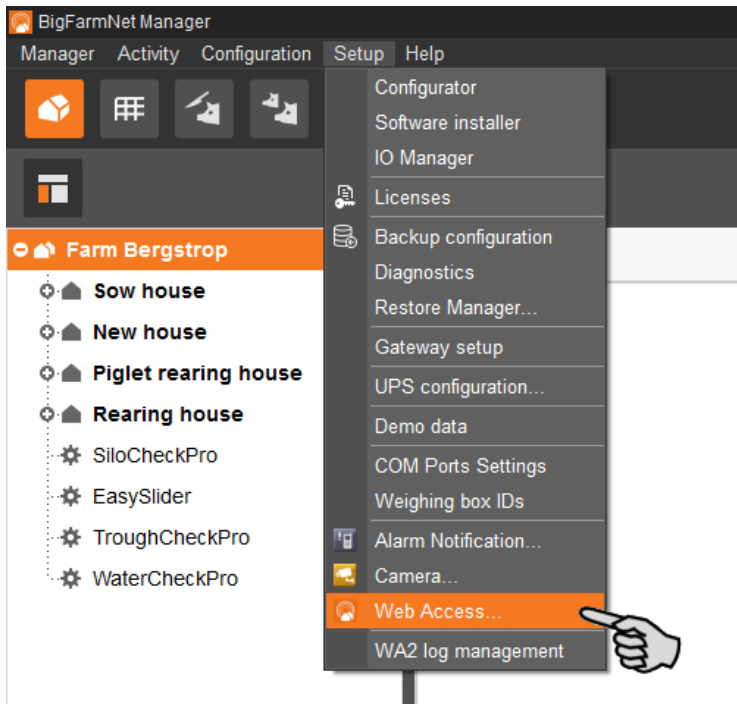 BigFarmNet Manager
Manager Activity Configuration Setup Help
Configurator
Software installer
IO Manager
Licenses
Backup configuration
Diagnostics
Restore Manager...
Gateway setup
UPS configuration...
Demo data
COM Ports Settings
Weighing box IDs
Alarm Notification...
Camera...
Web Access...
WA2 log management
Farm Bergstrop
Sow house
New house
Piglet rearing house
Rearing house
SiloCheckPro
EasySlider
TroughCheckPro
WaterCheckPro